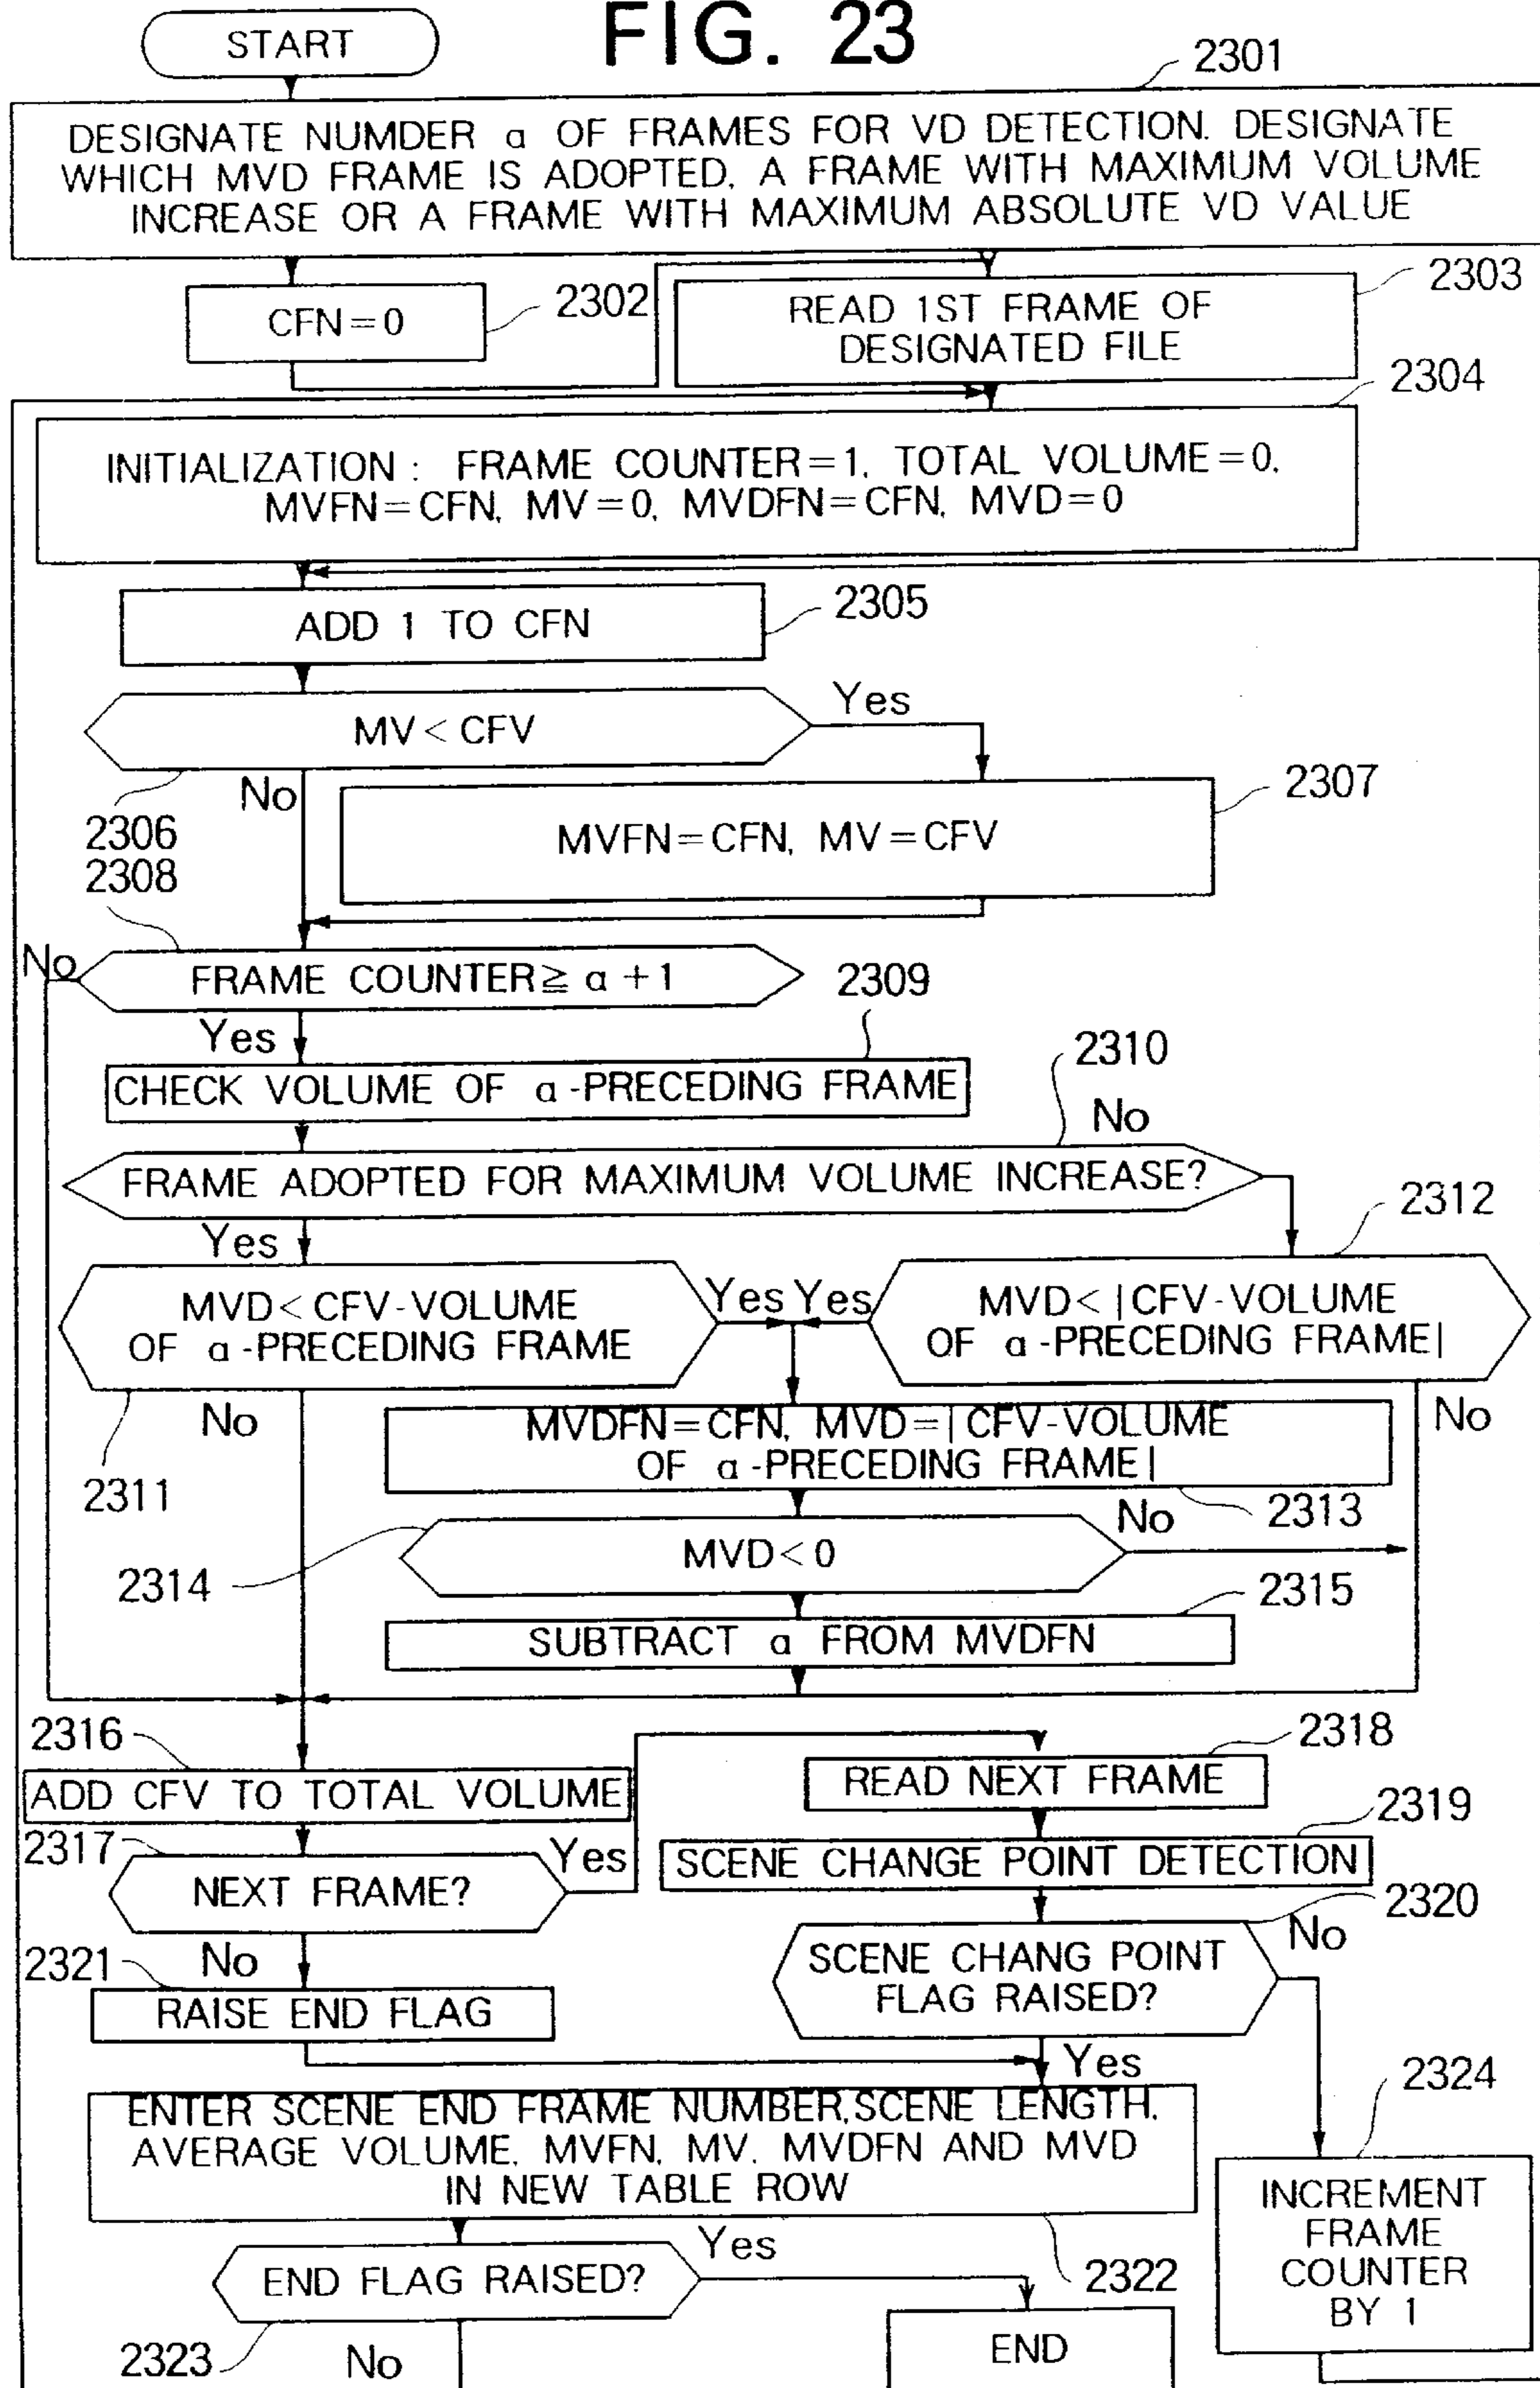 FIG. 23
START
2301
DESIGNATE NUMDER α OF FRAMES FOR VD DETECTION. DESIGNATE
WHICH MVD FRAME IS ADOPTED, A FRAME WITH MAXIMUM VOLUME
INCREASE OR A FRAME WITH MAXIMUM ABSOLUTE VD VALUE
CFN=0
2302
READ 1ST FRAME OF
DESIGNATED FILE
2303
2304
INITIALIZATION : FRAME COUNTER=1, TOTAL VOLUME=0,
MVFN=CFN, MV=0, MVDFN=CFN, MVD=0
ADD 1 TO CFN
2305
MV<CFV
Yes
No
2306
2307
MVFN=CFN, MV=CFV
2308
No
FRAME COUNTER≧ α +1
Yes
2309
CHECK VOLUME OF α-PRECEDING FRAME
2310
No
FRAME ADOPTED FOR MAXIMUM VOLUME INCREASE?
Yes
2312
MVD<CFV-VOLUME
OF α-PRECEDING FRAME
Yes
Yes
MVD<|CFV-VOLUME
OF α-PRECEDING FRAME|
No
2311
No
MVDFN=CFN, MVD=|CFV-VOLUME
OF α-PRECEDING FRAME|
2313
2314
MVD<0
No
2315
SUBTRACT α FROM MVDFN
2316
ADD CFV TO TOTAL VOLUME
2317
NEXT FRAME?
Yes
No
2318
READ NEXT FRAME
2319
SCENE CHANGE POINT DETECTION
2320
SCENE CHANG POINT
FLAG RAISED?
No
Yes
2321
RAISE END FLAG
ENTER SCENE END FRAME NUMBER,SCENE LENGTH,
AVERAGE VOLUME, MVFN, MV, MVDFN AND MVD
IN NEW TABLE ROW
2322
2324
INCREMENT
FRAME
COUNTER
BY 1
END FLAG RAISED?
Yes
2323
No
END